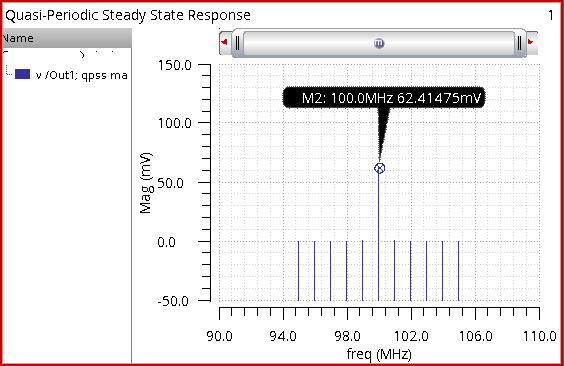 Quasi-Periodic Steady State Response 1
Name
v /Out1; qpss ma
m
M2: 100.0MHz 62.41475mV
150.0
100.0
50.0
0.0
-50.0
Mag (mV)
90.0 94.0 98.0 102.0 106.0 110.0
freq (MHz)